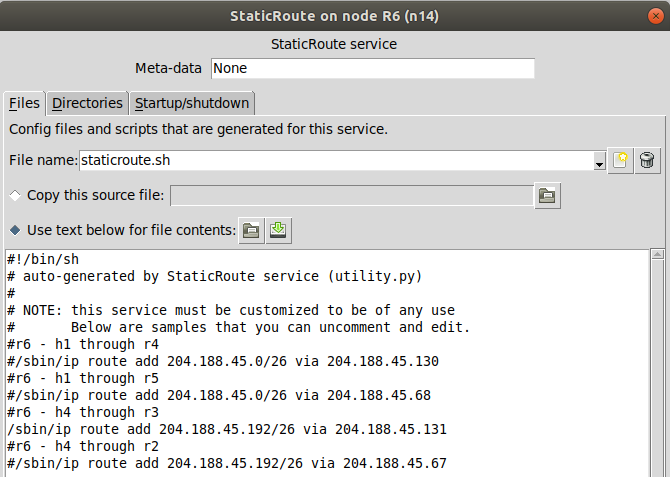 StaticRoute on node R6 (n14)
StaticRoute service
Meta-data None
Files Directories Startup/shutdown
Config files and scripts that are generated for this service.
File name: staticroute.sh
Copy this source file:
Use text below for file contents:
#!/bin/sh
# auto-generated by StaticRoute service (utility.py)
#
# NOTE: this service must be customized to be of any use
#       Below are samples that you can uncomment and edit.
#r6 - h1 through r4
#/sbin/ip route add 204.188.45.0/26 via 204.188.45.130
#r6 - h1 through r5
#/sbin/ip route add 204.188.45.0/26 via 204.188.45.68
#r6 - h4 through r3
/sbin/ip route add 204.188.45.192/26 via 204.188.45.131
#r6 - h4 through r2
#/sbin/ip route add 204.188.45.192/26 via 204.188.45.67